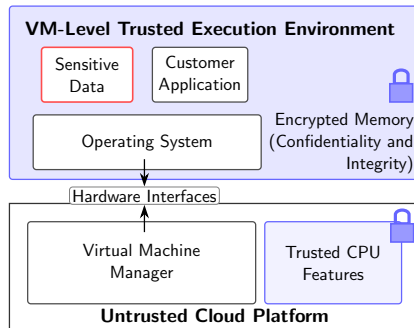 VM-Level Trusted Execution Environment
Sensitive
Data
Customer
Application
Encrypted Memory
(Confidentiality and
Integrity)
Operating System
Hardware Interfaces
Virtual Machine
Manager
Trusted CPU
Features
Untrusted Cloud Platform